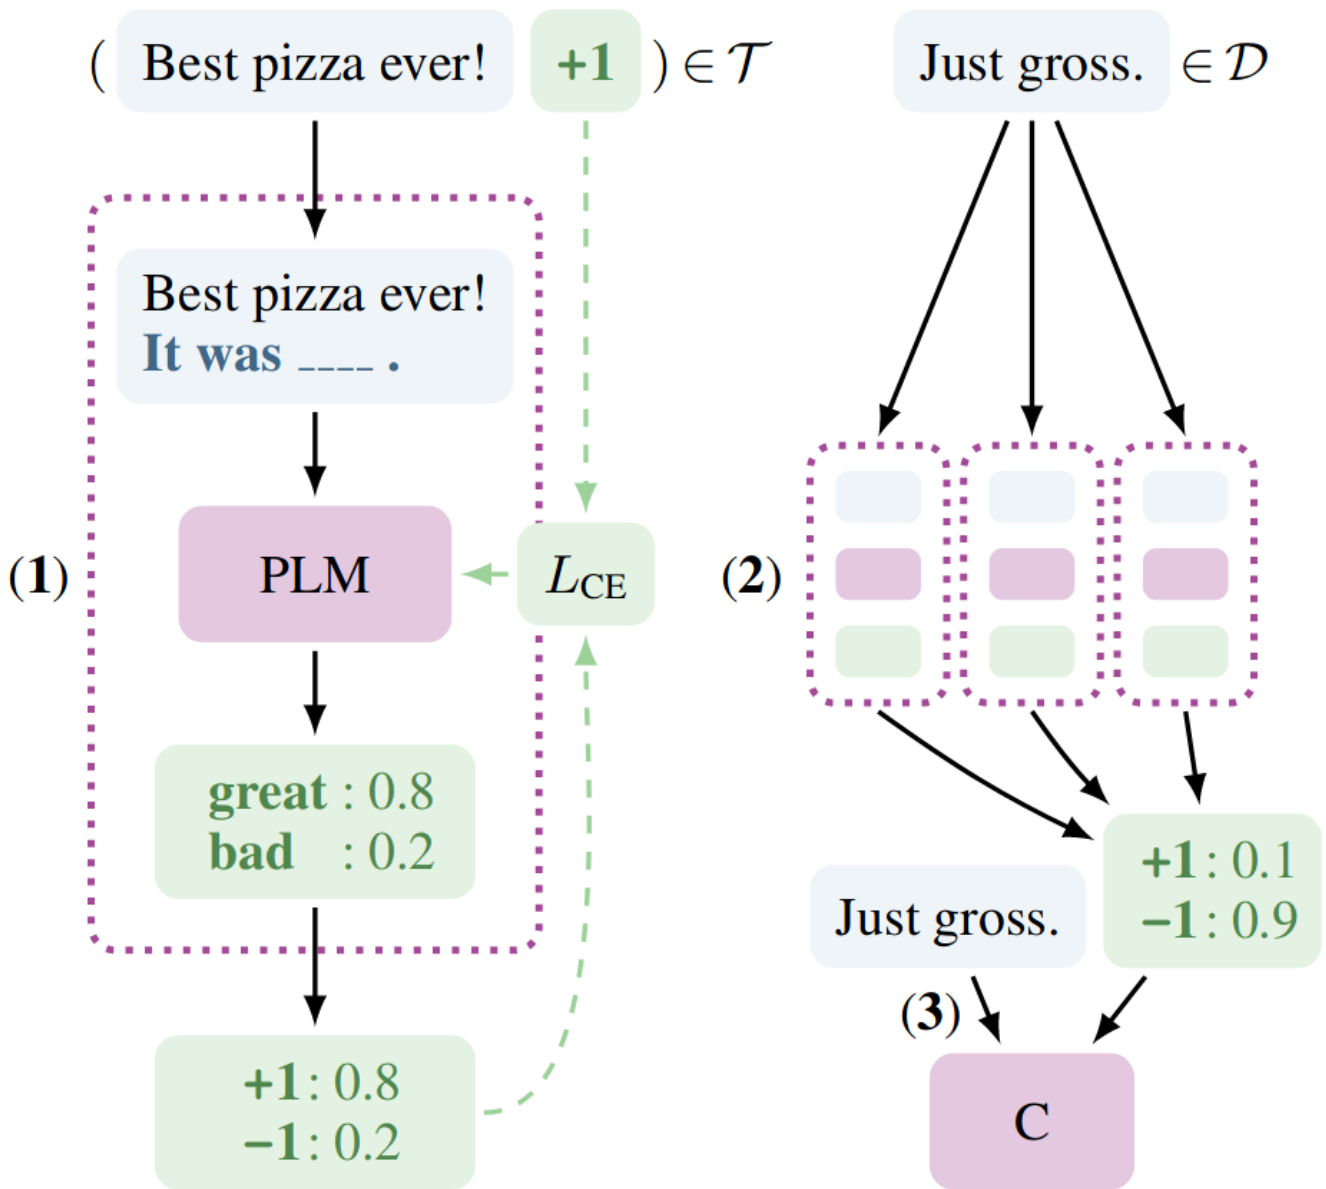 ( Best pizza ever! +1 ) ∈ 𝒯
Best pizza ever!
It was ____ .
(1)
PLM
L_CE
great : 0.8
bad : 0.2
+1 : 0.8
−1 : 0.2
Just gross. ∈ 𝒟
(2)
+1 : 0.1
−1 : 0.9
Just gross.
(3)
C